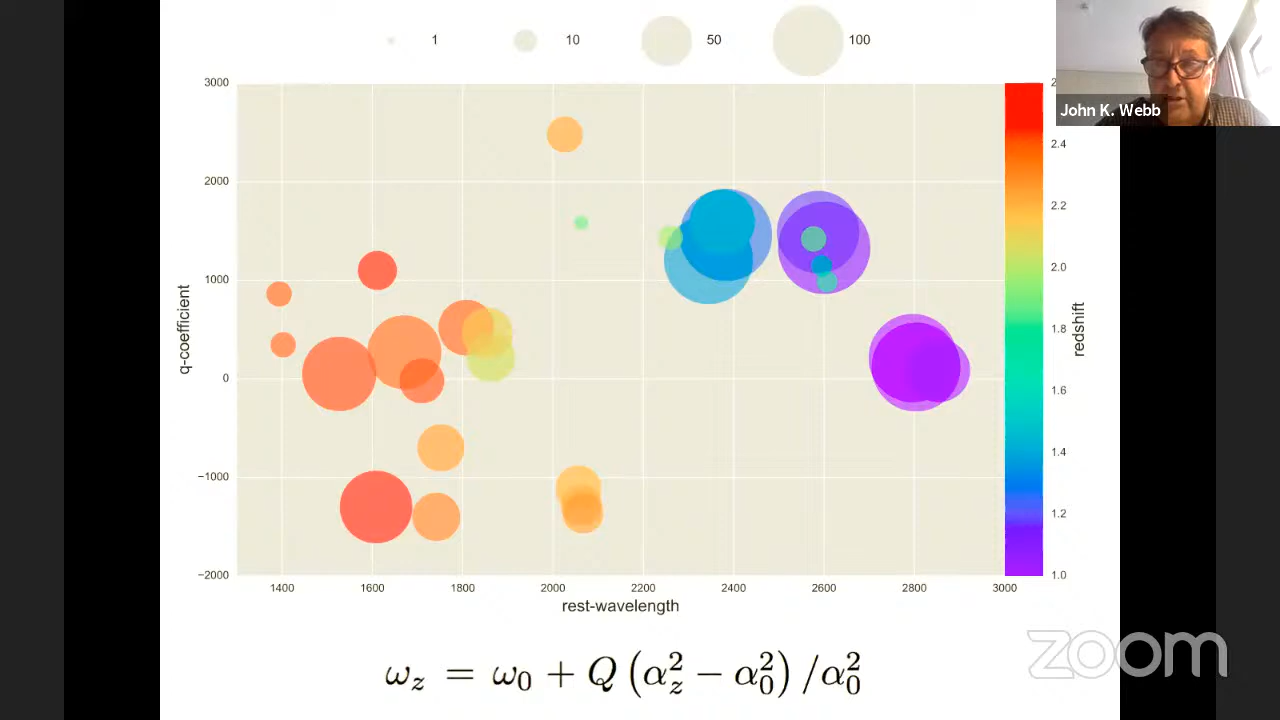 1 10 50 100
3000
2000
1000
0
−1000
−2000
q-coefficient
1400 1600 1800 2000 2200 2400 2600 2800 3000
rest-wavelength
2.4
2.2
2.0
1.8
1.6
1.4
1.2
1.0
redshift
John K. Webb
ω_z = ω_0 + Q (α_z^2 − α_0^2) / α_0^2
zoom